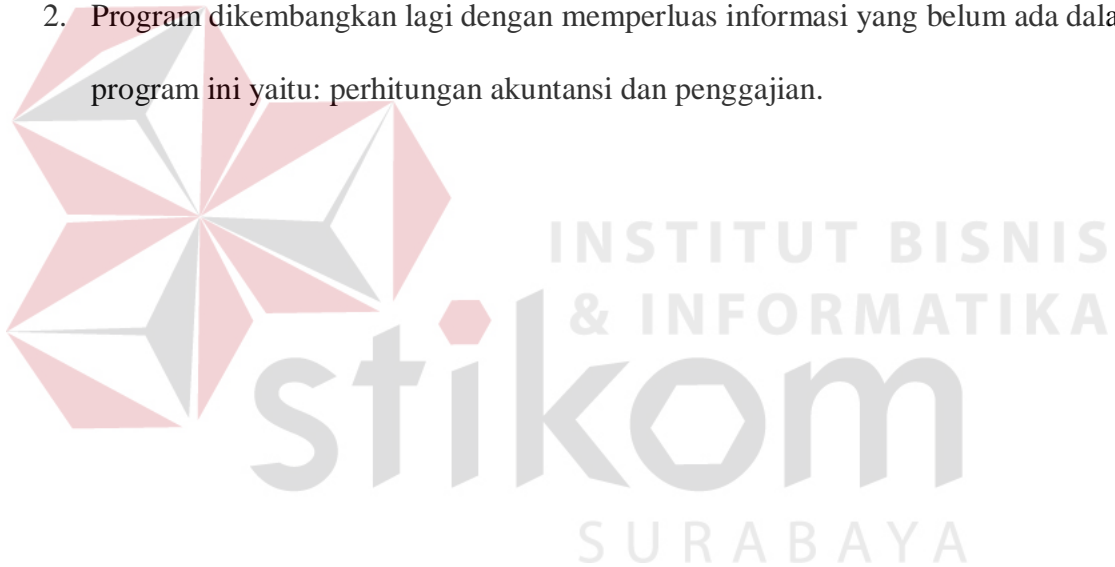 2. Program dikembangkan lagi dengan memperluas informasi yang belum ada dala
program ini yaitu: perhitungan akuntansi dan penggajian.
INSTITUT BISNIS
& INFORMATIKA
stikom
SURABAYA